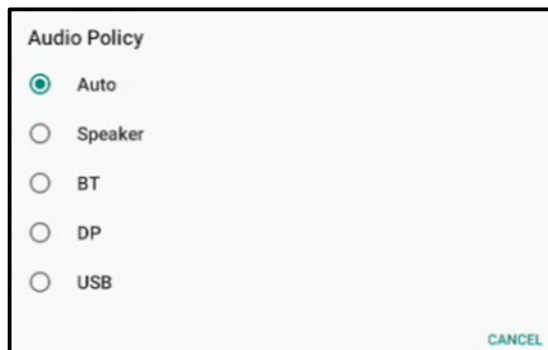 Audio Policy
Auto
Speaker
BT
DP
USB
CANCEL